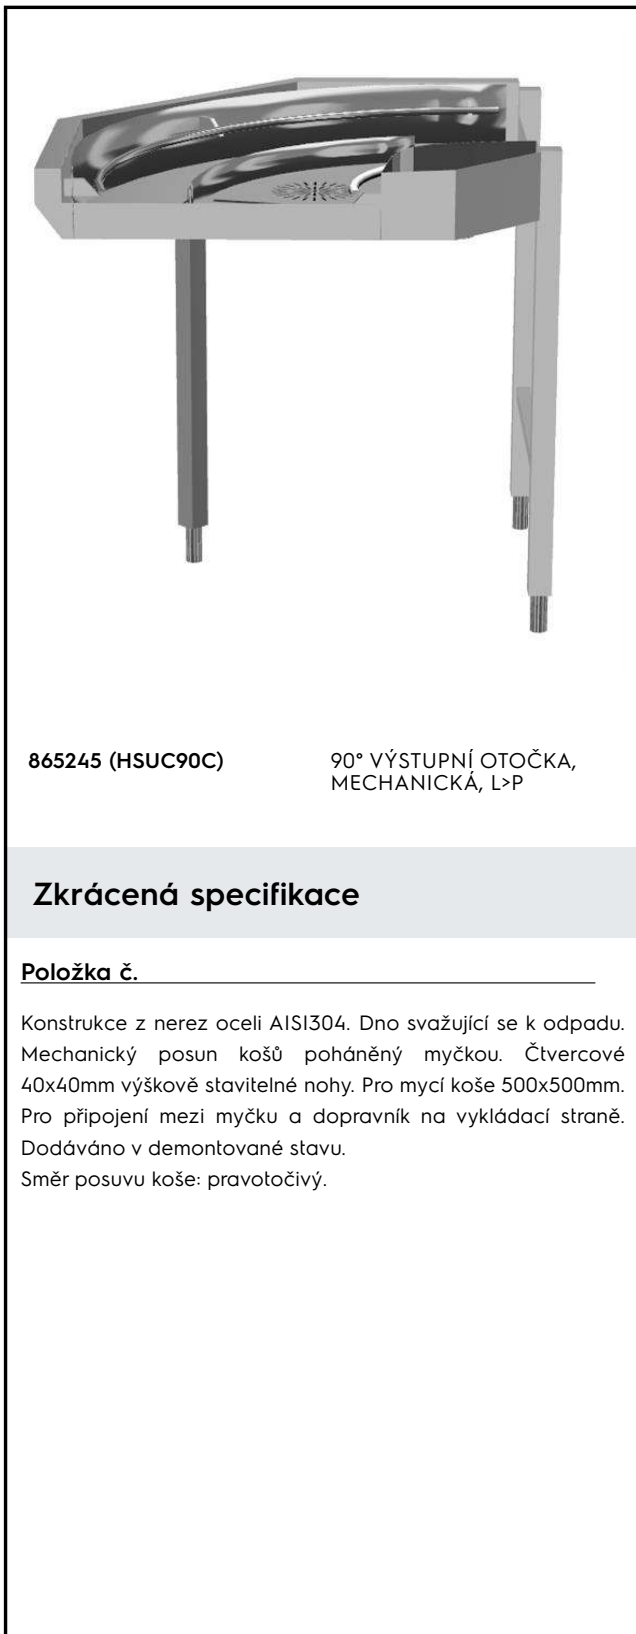 865245 (HSUC90C)
90° VÝSTUPNÍ OTOČKA,
MECHANICKÁ, L>P
Zkrácená specifikace
Položka č.
Konstrukce z nerez oceli AISI304. Dno svažující se k odpadu.
Mechanický posun košů poháněný myčkou. Čtvercové
40x40mm výškově stavitelné nohy. Pro mycí koše 500x500mm.
Pro připojení mezi myčku a dopravník na vykládací straně.
Dodáváno v demontované stavu.
Směr posuvu koše: pravotočivý.